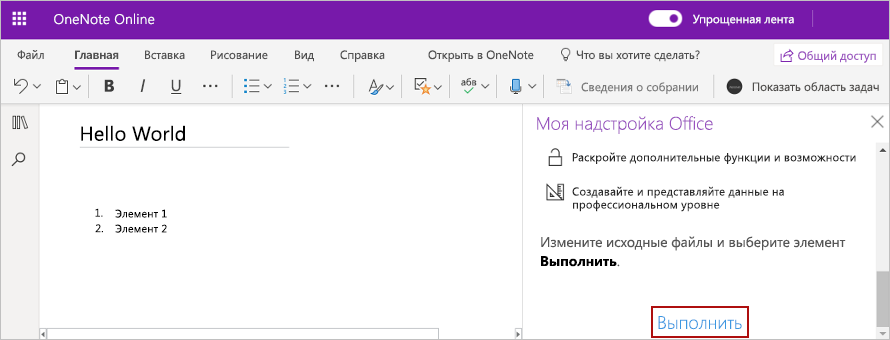 OneNote Online
Упрощенная лента
Файл Главная Вставка Рисование Вид Справка Открыть в OneNote Что вы хотите сделать? Общий доступ
B I U абв Сведения о собрании Показать область задач
Hello World
1. Элемент 1
2. Элемент 2
Моя надстройка Office
Раскройте дополнительные функции и возможности
Создавайте и представляйте данные на
профессиональном уровне
Измените исходные файлы и выберите элемент
Выполнить.
Выполнить